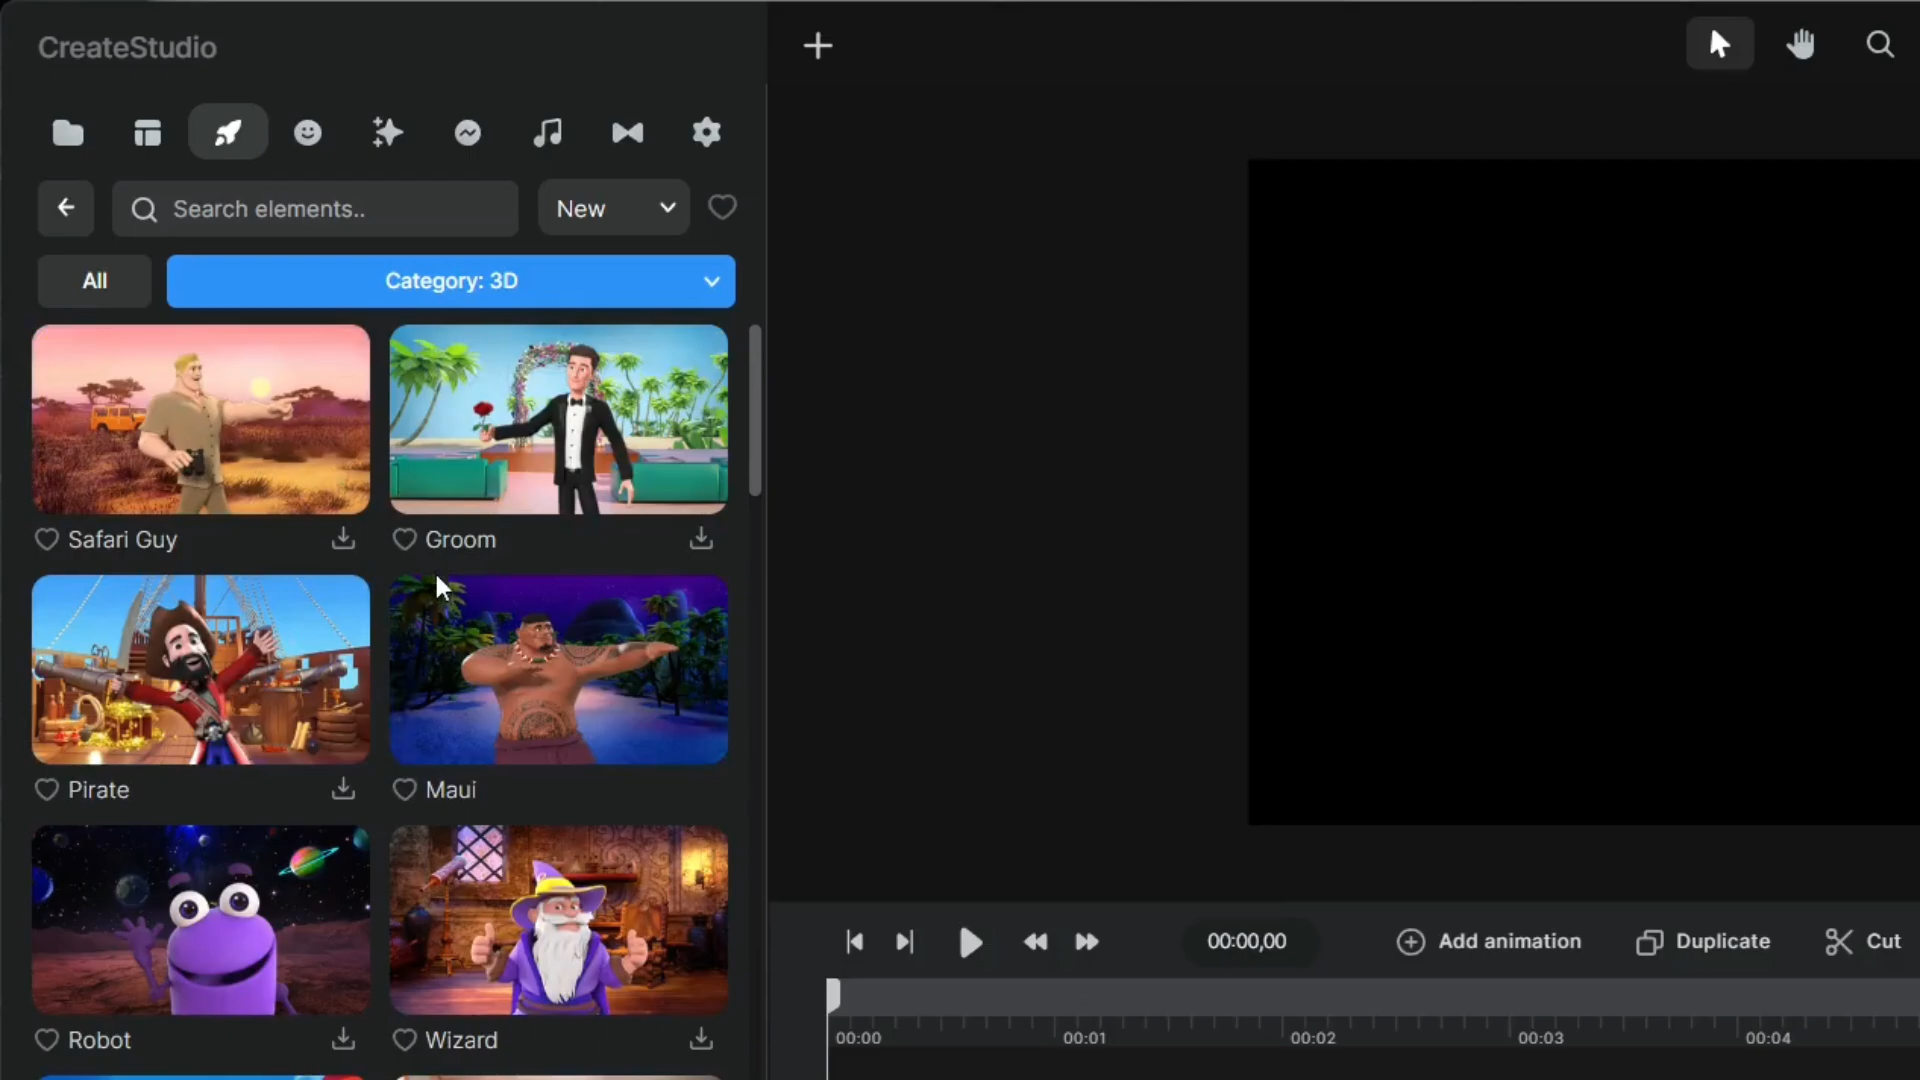 CreateStudio
Search elements..
New
All
Category: 3D
Safari Guy
Groom
Pirate
Maui
Robot
Wizard
00:00,00
Add animation
Duplicate
Cut
00:00
00:01
00:02
00:03
00:04